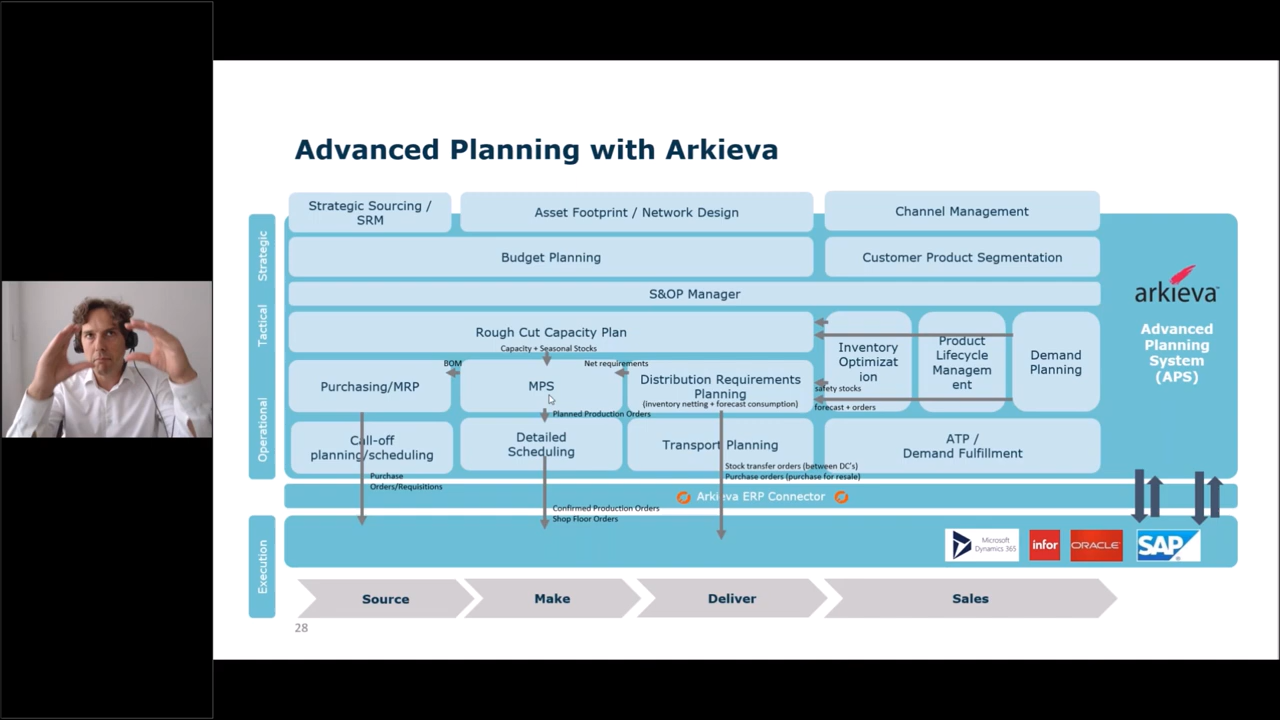 Advanced Planning with Arkieva
Strategic
Tactical
Operational
Execution
Strategic Sourcing /
SRM
Asset Footprint / Network Design
Channel Management
Budget Planning
Customer Product Segmentation
S&OP Manager
Rough Cut Capacity Plan
Capacity + Seasonal Stocks
Inventory
Optimizat
ion
Product
Lifecycle
Managem
ent
Demand
Planning
BOM
Net requirements
Purchasing/MRP
MPS
Distribution Requirements
Planning
(inventory netting + forecast consumption)
safety stocks
forecast + orders
Planned Production Orders
Call-off
planning/scheduling
Detailed
Scheduling
Transport Planning
ATP /
Demand Fulfillment
Purchase
Orders/Requisitions
Stock transfer orders (between DC's)
Purchase orders (purchase for resale)
Arkieva ERP Connector
Confirmed Production Orders
Shop Floor Orders
arkieva
Advanced
Planning
System
(APS)
Microsoft
Dynamics 365
infor
ORACLE
SAP
Source
Make
Deliver
Sales
28